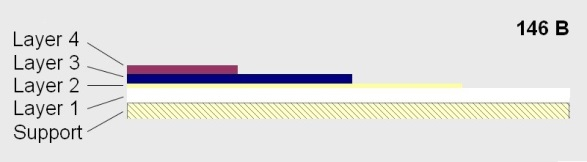 146 B
Layer 4
Layer 3
Layer 2
Layer 1
Support